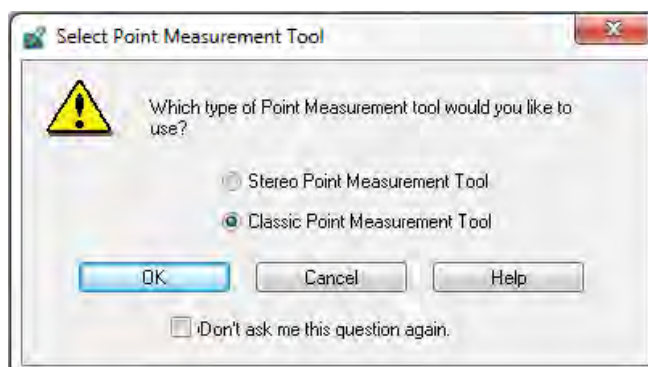 Select Point Measurement Tool
Which type of Point Measurement tool would you like to
use?
Stereo Point Measurement Tool
Classic Point Measurement Tool
OK Cancel Help
Don't ask me this question again.